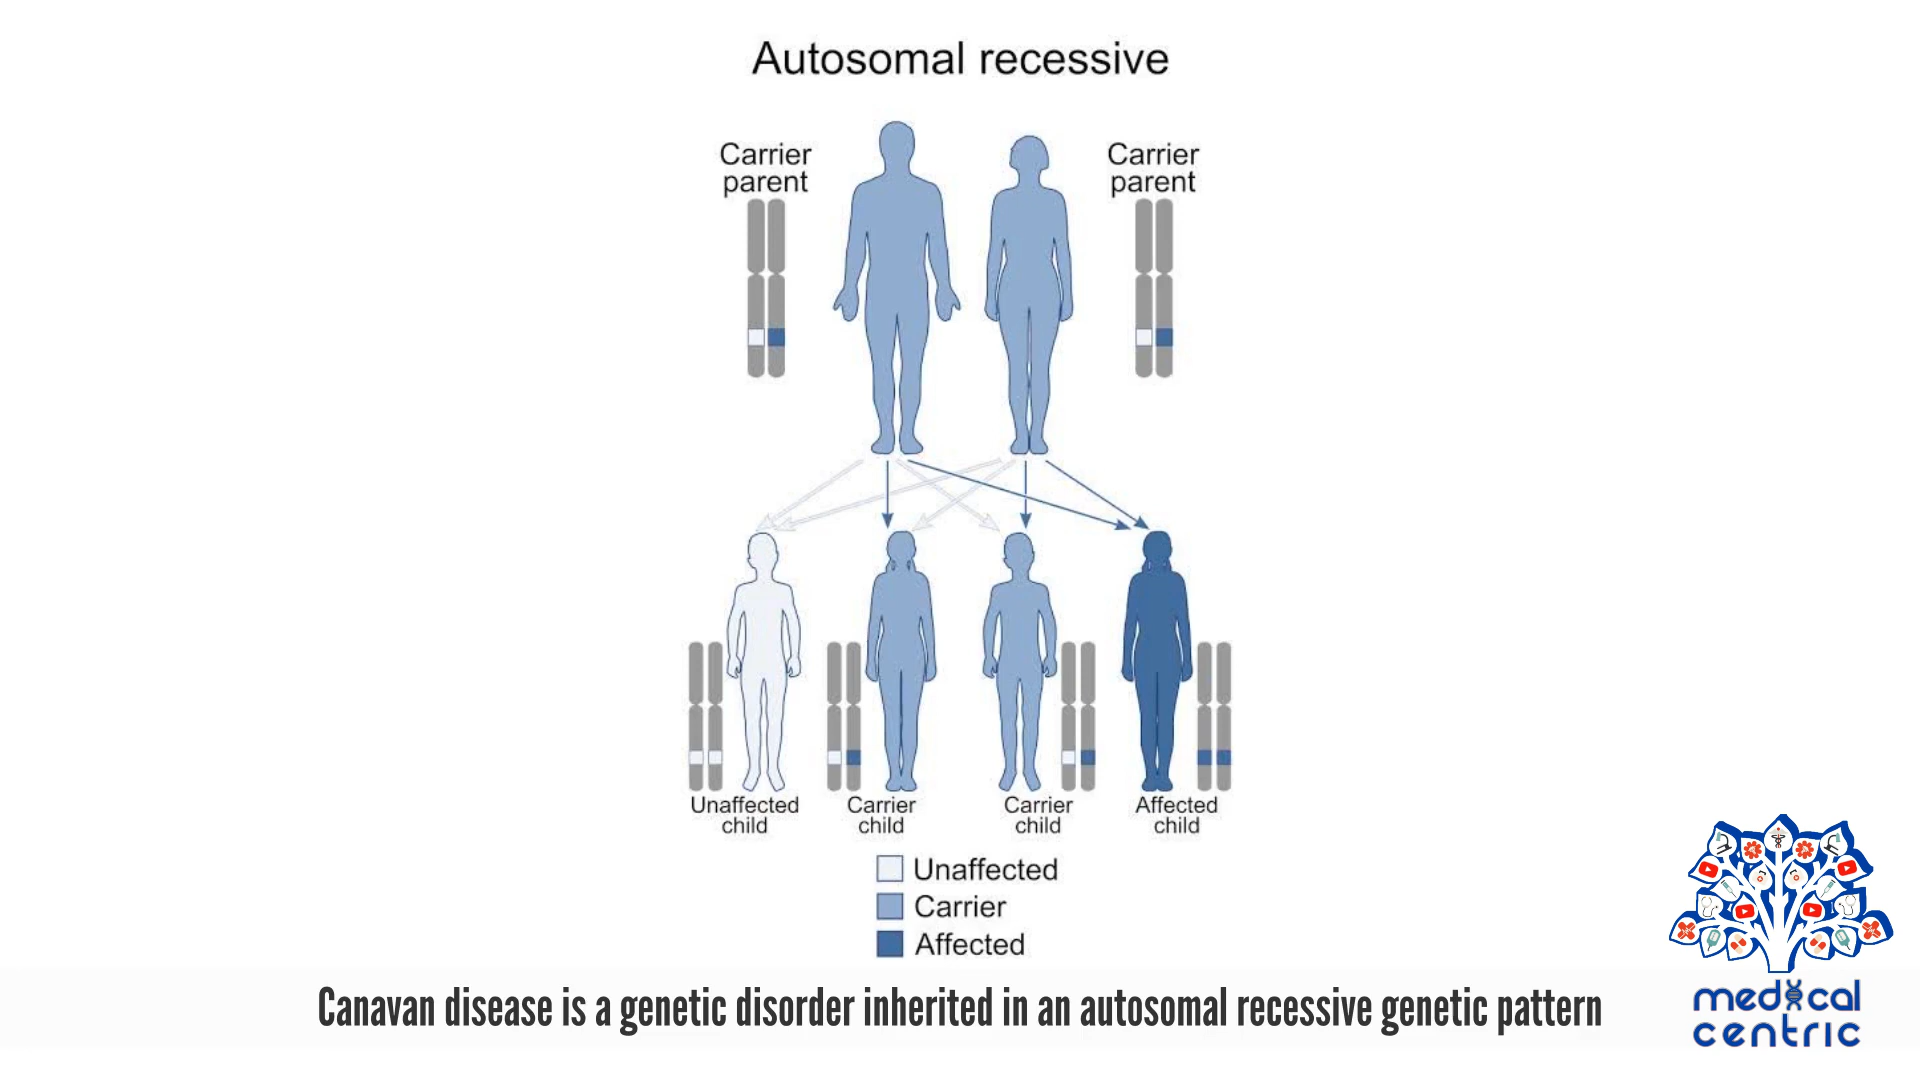 Autosomal recessive
Carrier
parent
Carrier
parent
Unaffected
child
Carrier
child
Carrier
child
Affected
child
Unaffected
Carrier
Affected
Canavan disease is a genetic disorder inherited in an autosomal recessive genetic pattern
medical
centric